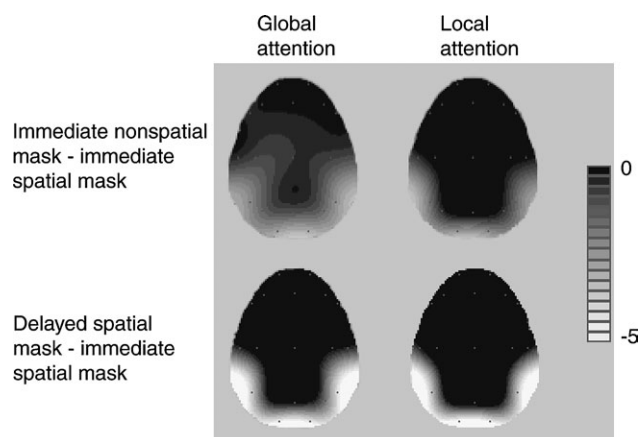 Global
attention
Local
attention
Immediate nonspatial
mask - immediate
spatial mask
0
Delayed spatial
mask - immediate
spatial mask
-5